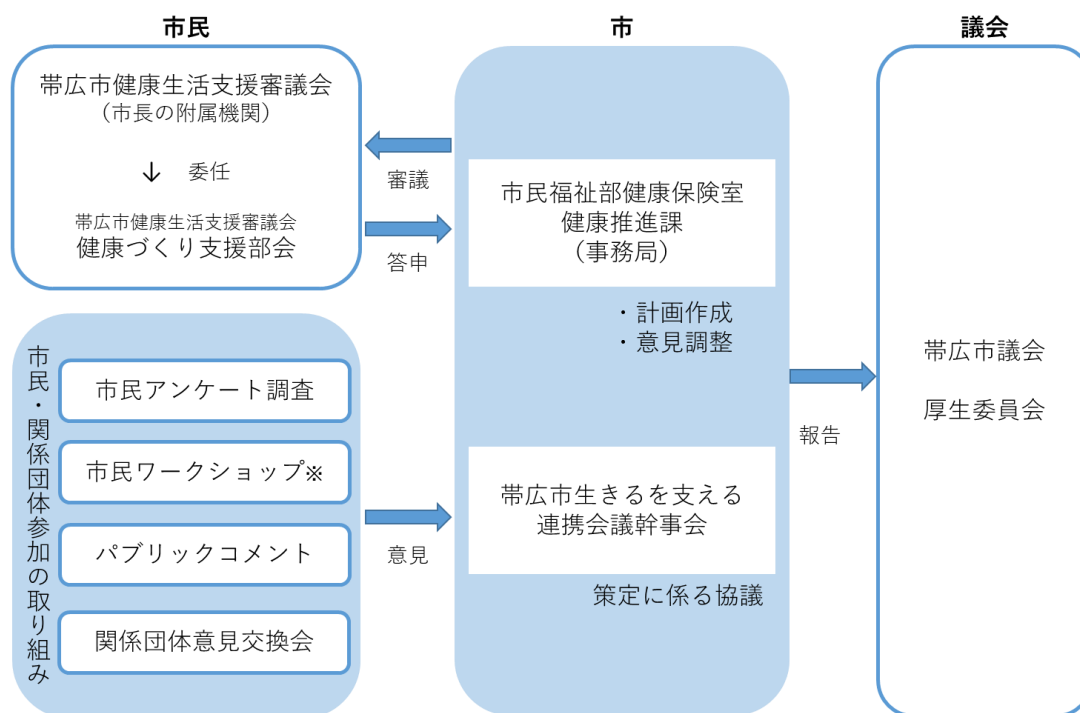 市民
帯広市健康生活支援審議会
（市長の附属機関）
↓ 委任
帯広市健康生活支援審議会
健康づくり支援部会
審議
答申
市民・関係団体参加の取り組み
市民アンケート調査
市民ワークショップ※
パブリックコメント
関係団体意見交換会
意見
市
市民福祉部健康保険室
健康推進課
（事務局）
・計画作成
・意見調整
帯広市生きるを支える
連携会議幹事会
策定に係る協議
報告
議会
帯広市議会
厚生委員会